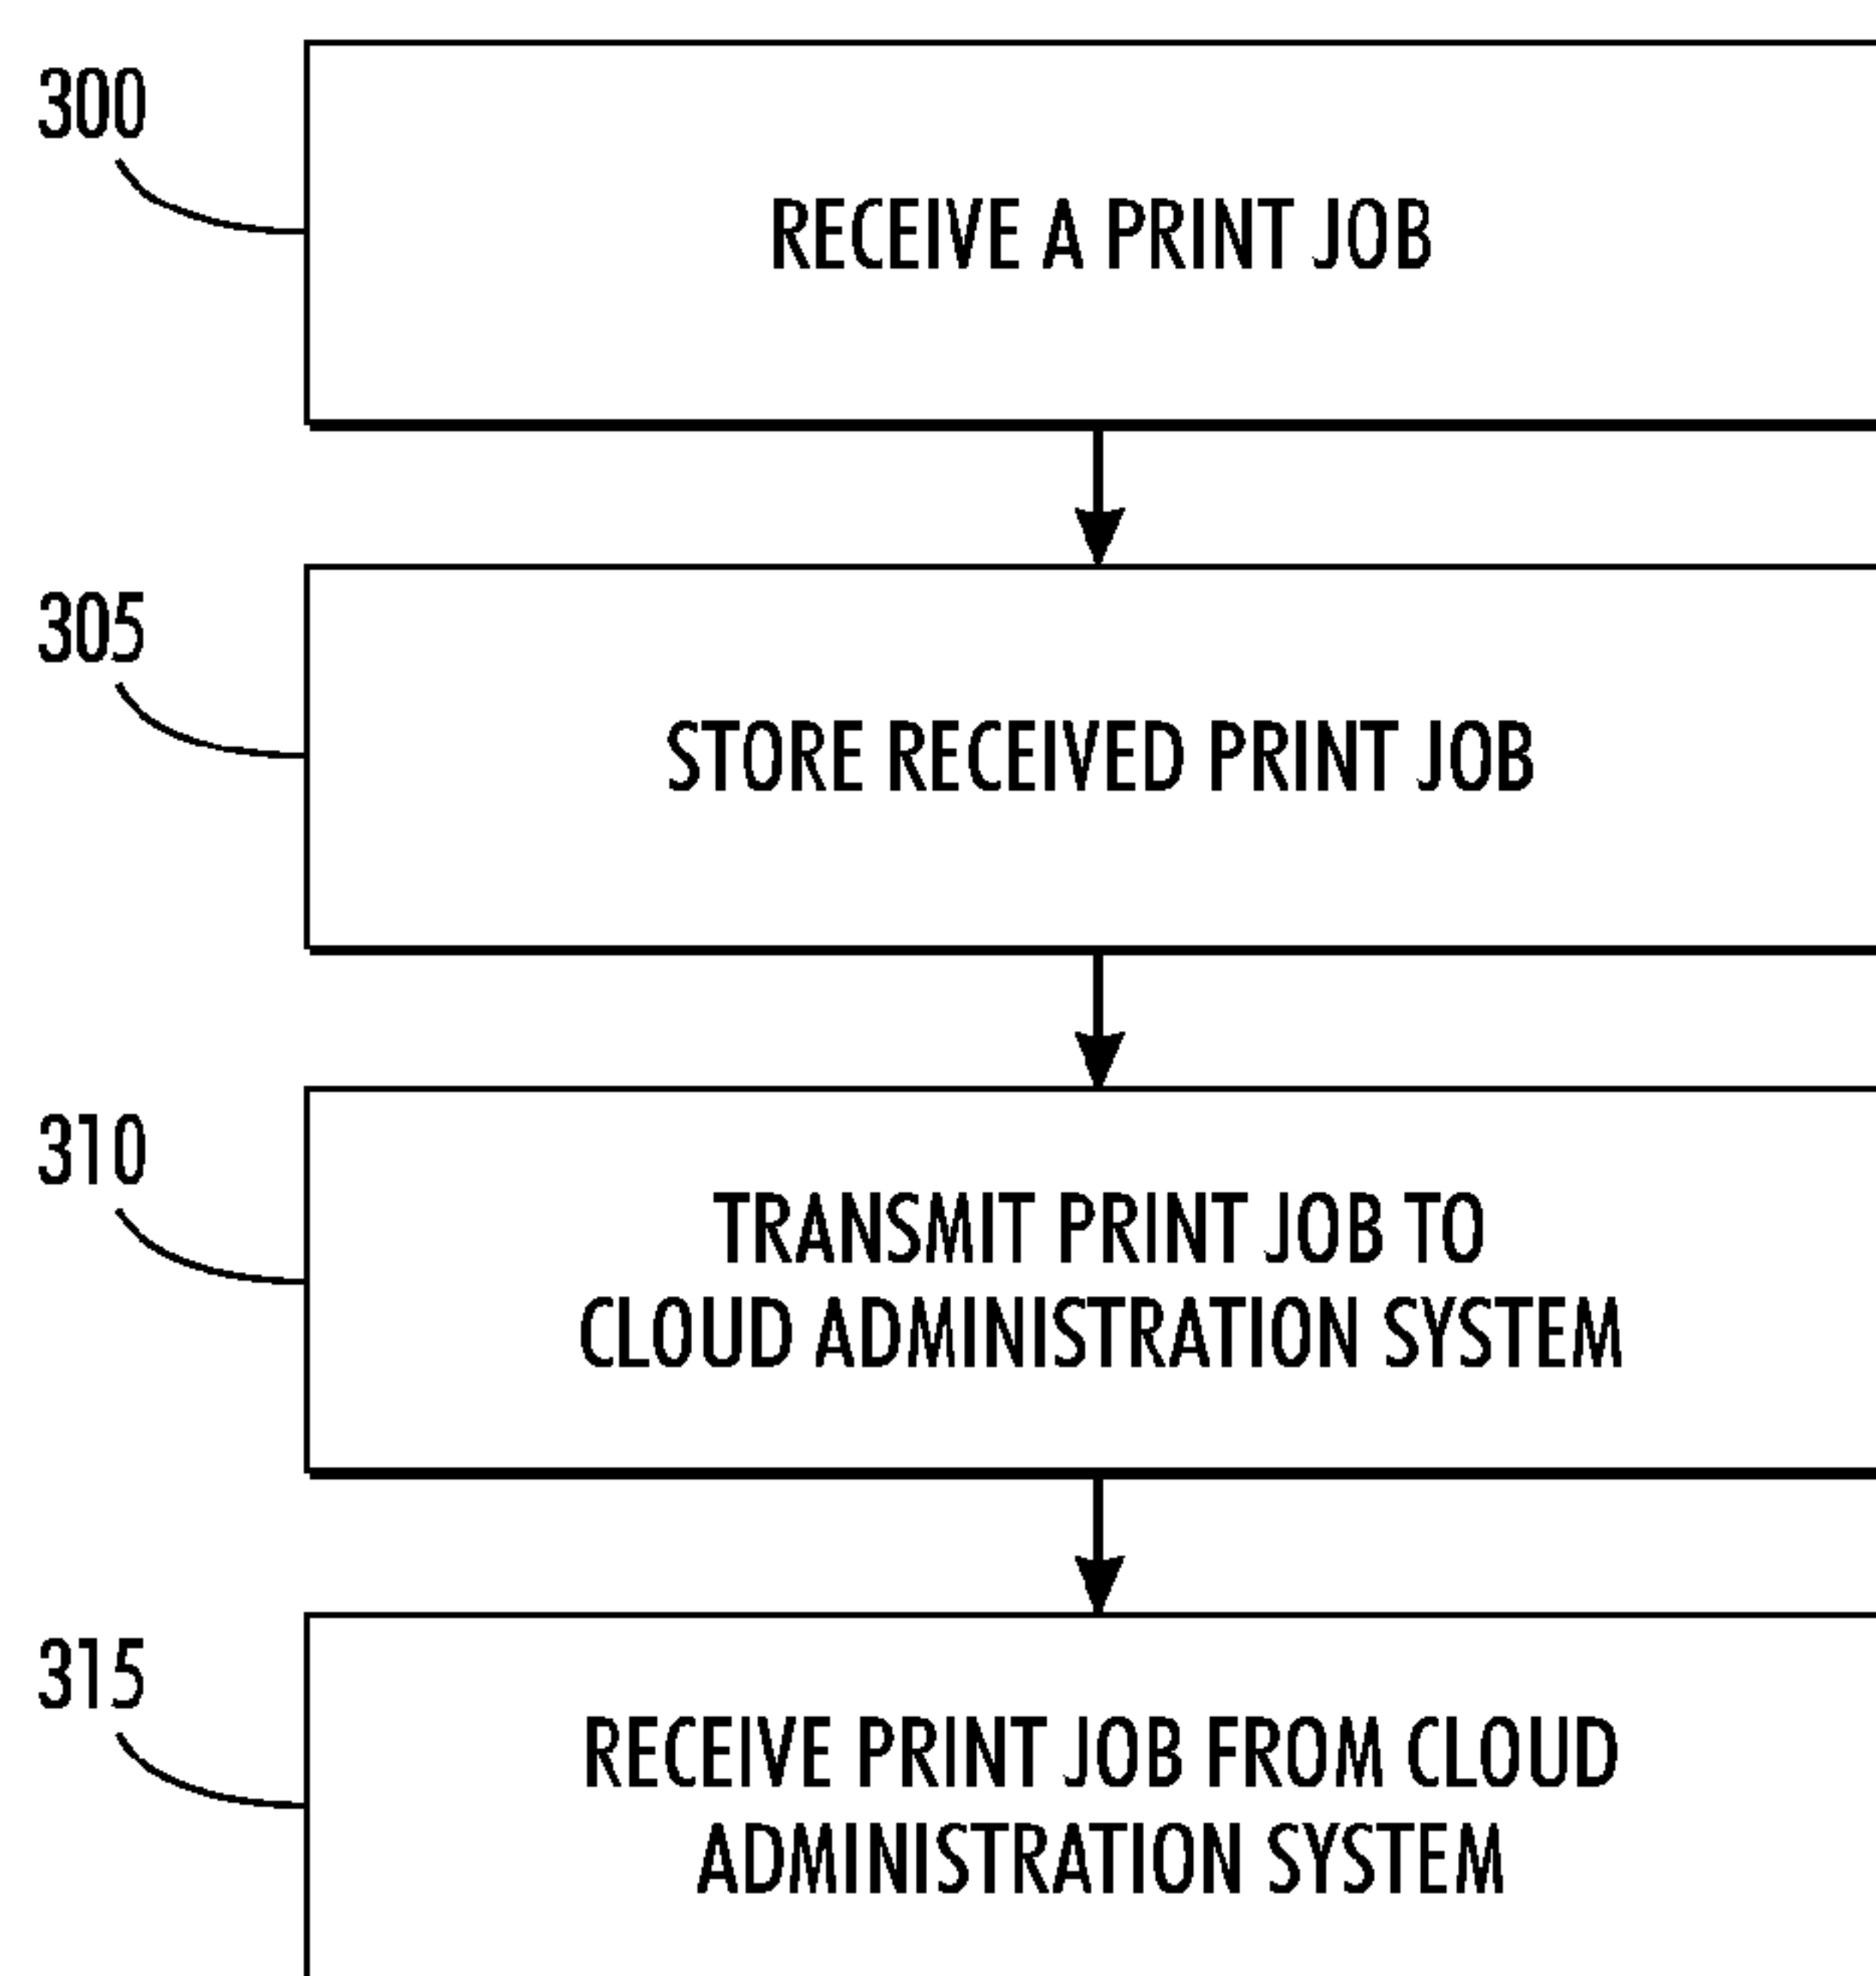 300
RECEIVE A PRINT JOB
305
STORE RECEIVED PRINT JOB
310
TRANSMIT PRINT JOB TO
CLOUD ADMINISTRATION SYSTEM
315
RECEIVE PRINT JOB FROM CLOUD
ADMINISTRATION SYSTEM